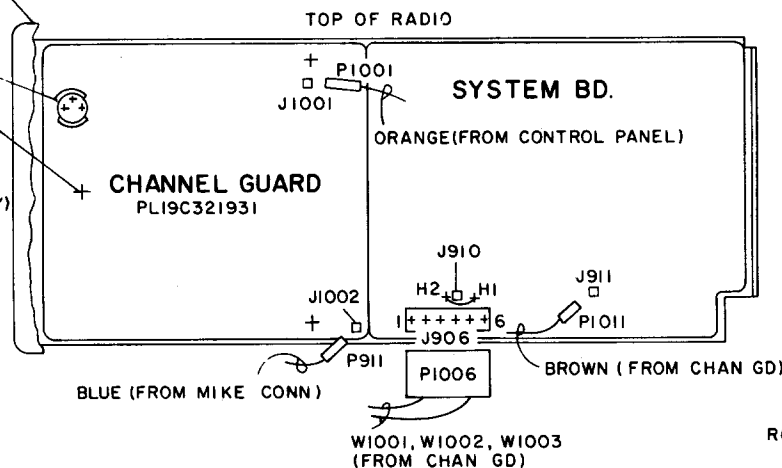 TOP OF RADIO
P1001
J1001
SYSTEM BD.
ORANGE(FROM CONTROL PANEL)
CHANNEL GUARD
PL19C321931
J910
H2 H1
J911
J1002
1 6
J906
P1011
P911
P1006
BROWN (FROM CHAN GD)
BLUE (FROM MIKE CONN)
W1001, W1002, W1003
(FROM CHAN GD)